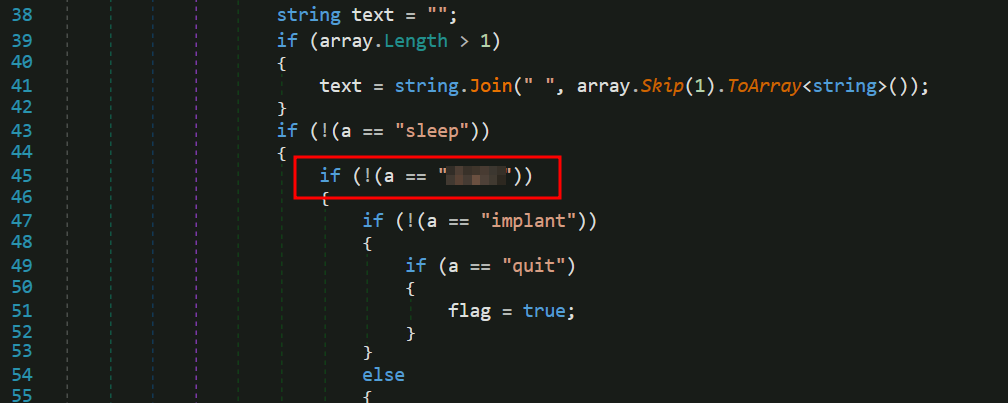 38 string text = "";
39 if (array.Length > 1)
40 {
41 text = string.Join(" ", array.Skip(1).ToArray<string>());
42 }
43 if (!(a == "sleep"))
44 {
45 if (!(a == ""))
46 {
47 if (!(a == "implant"))
48 {
49 if (a == "quit")
50 {
51 flag = true;
52 }
53 }
54 else
55 {